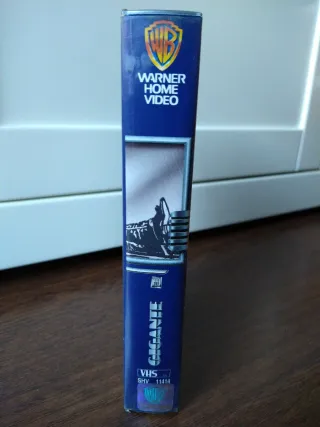 WB
WARNER
HOME
VIDEO
GIGANTE
VHS
SHV 11414